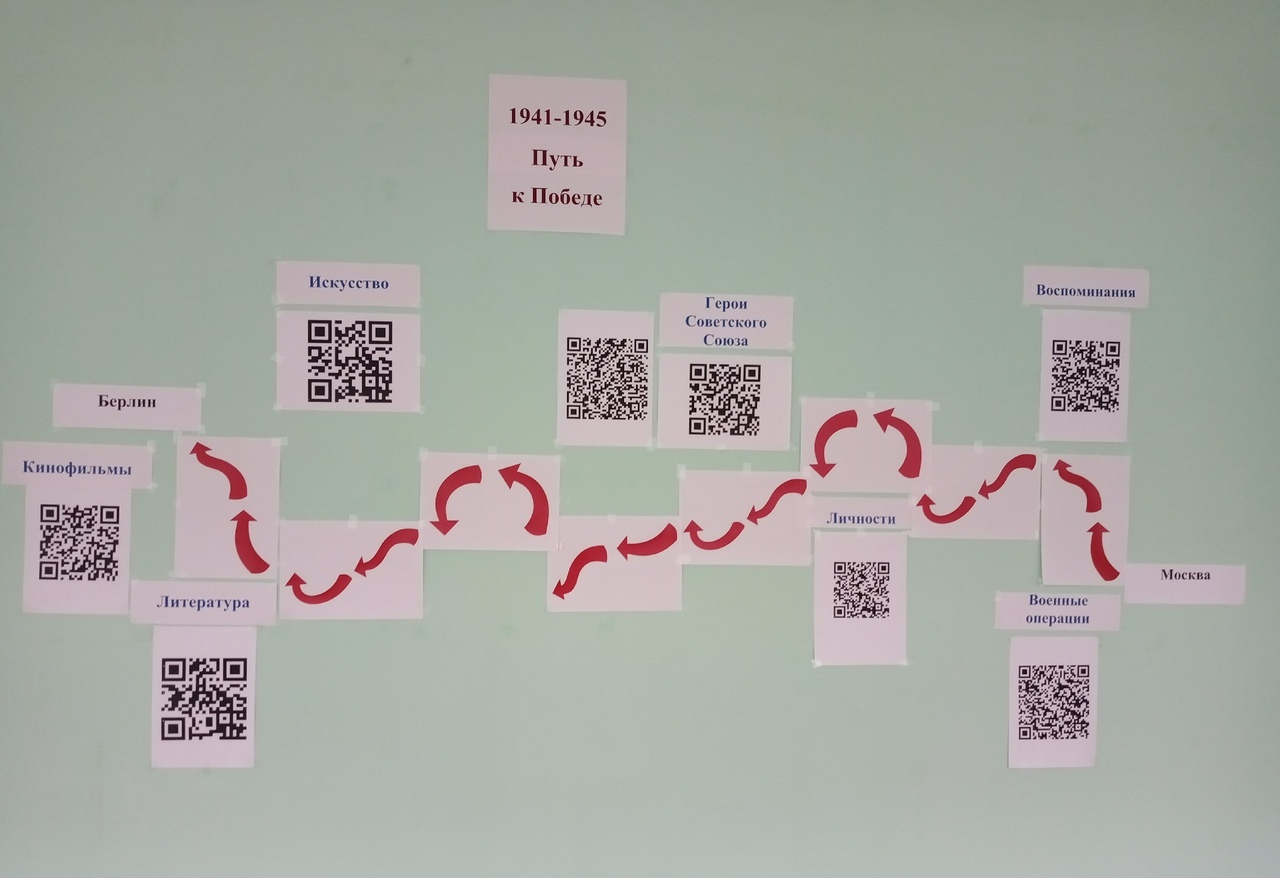 1941-1945
Путь
к Победе
Искусство
Герои
Советского
Союза
Воспоминания
Берлин
Кинофильмы
Личности
Москва
Литература
Военные
операции